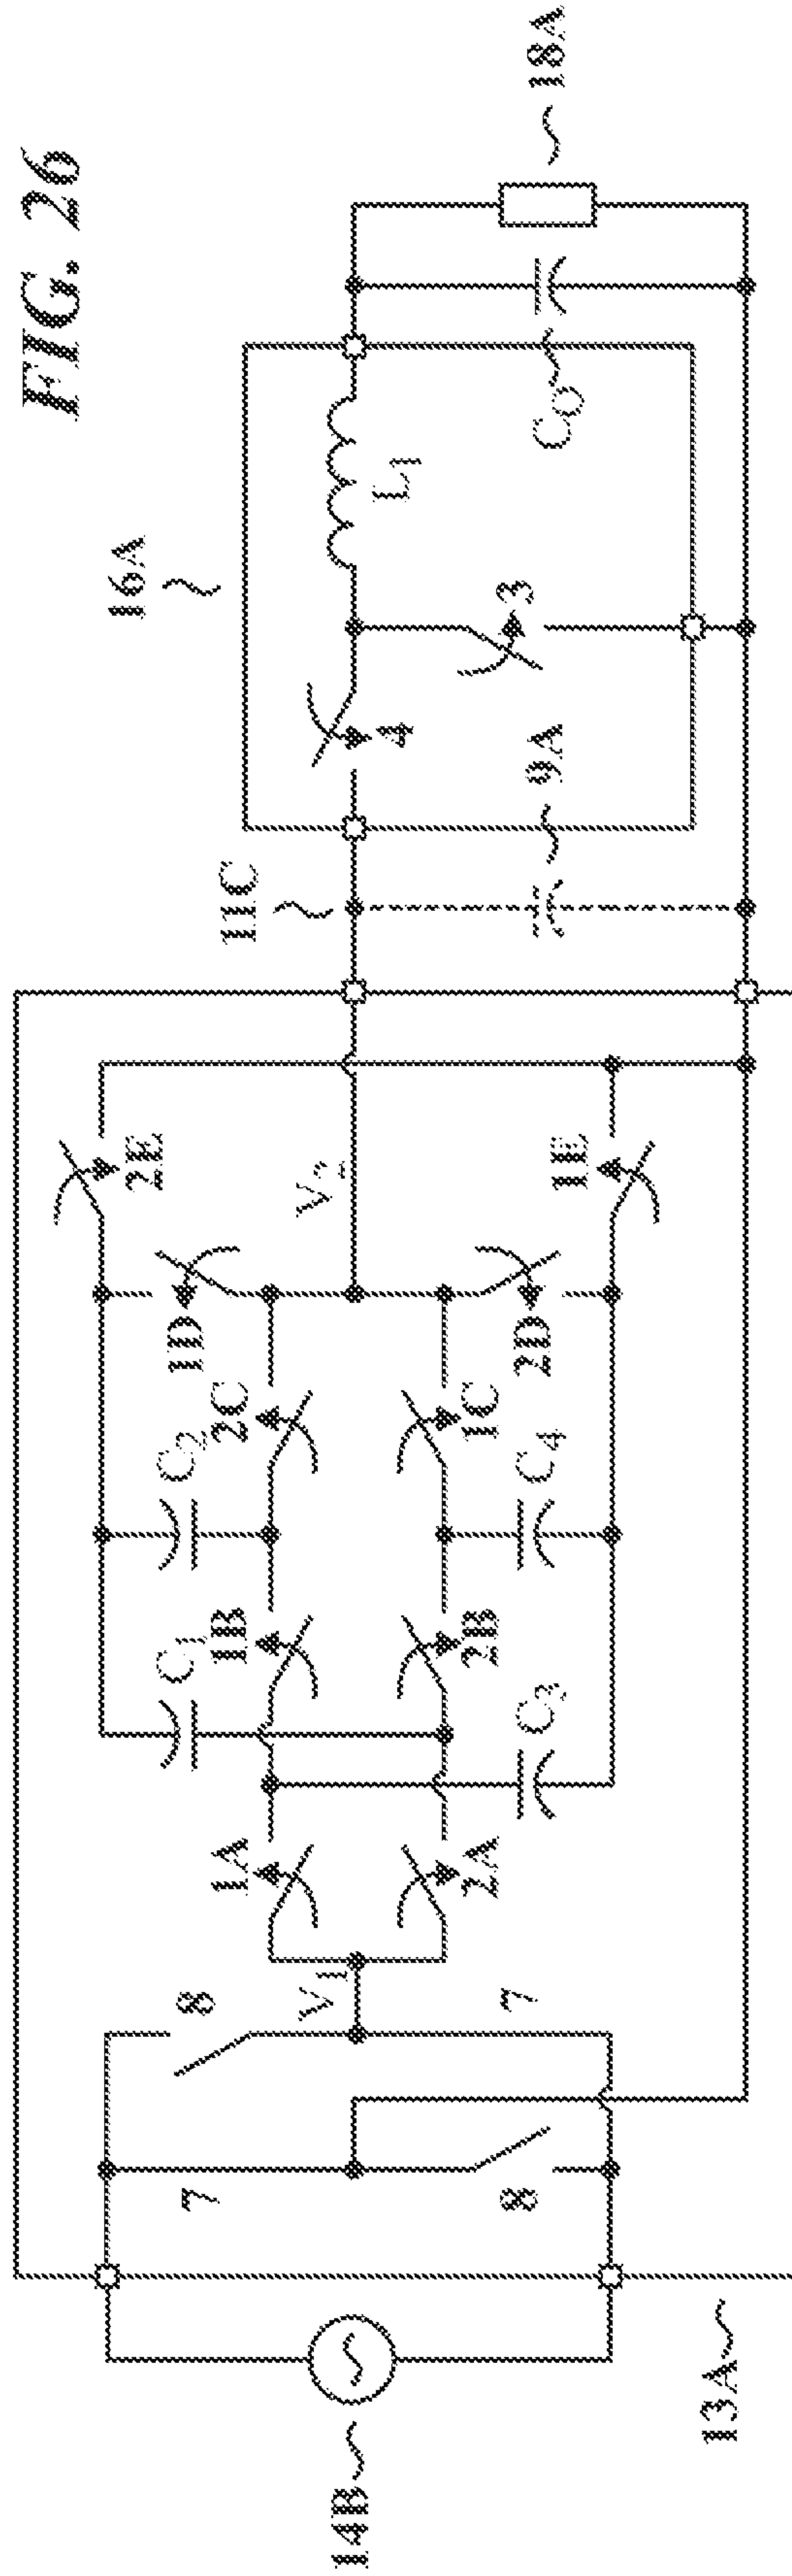 FIG. 26
16A
18A
11C
L₁
4
3
9A
C_O
2E
1D
V₂
2C
C₂
1C
2D
1E
C₄
C₁
1B
2B
C₃
1A
2A
V₁
8
7
7
8
14B
13A